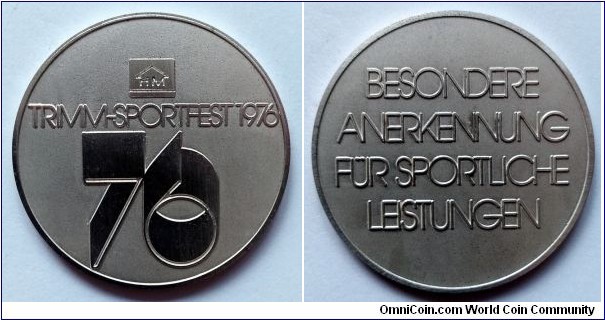 TRIMM-SPORTFEST 1976
76
BESONDERE
ANERKENNUNG
FÜR SPORTLICHE
LEISTUNGEN
OmniCoin.com World Coin Community